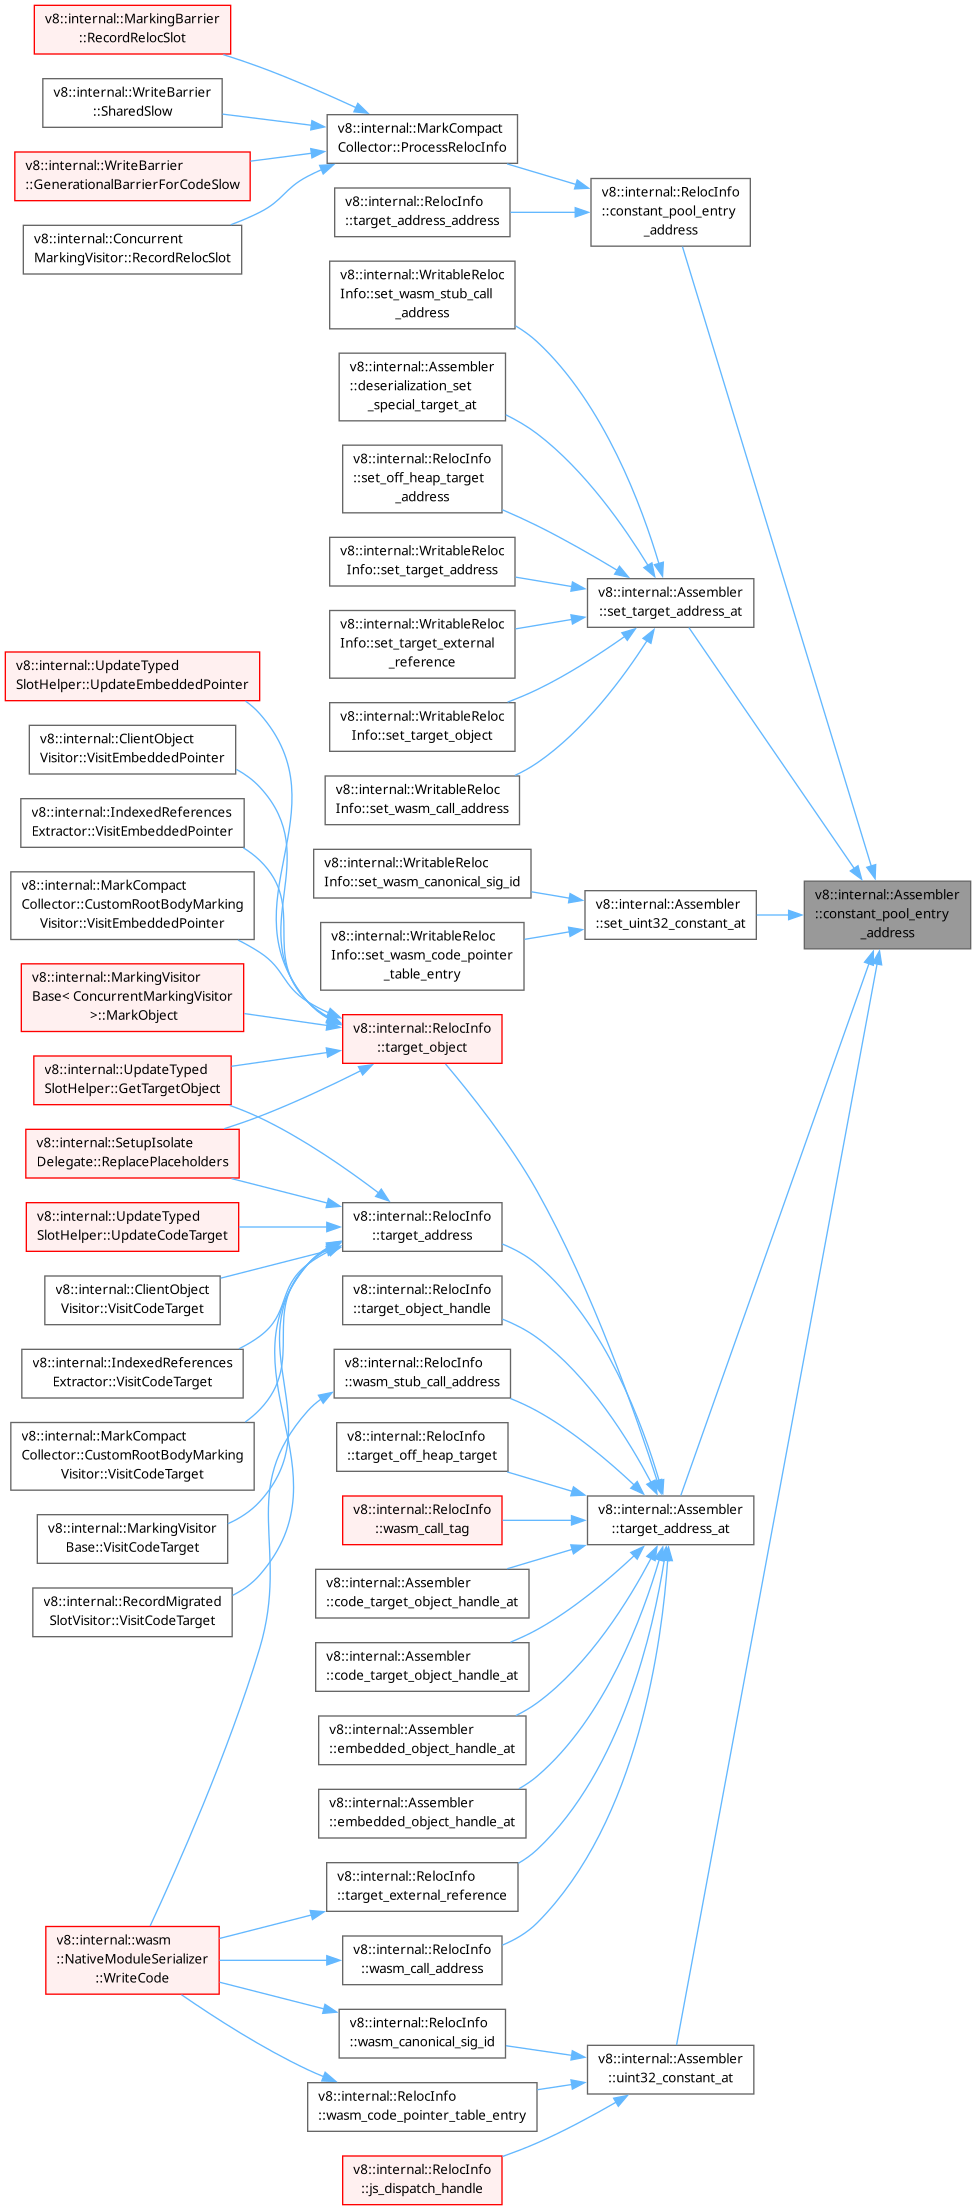 v8::internal::MarkingBarrier
::RecordRelocSlot
v8::internal::WriteBarrier
::SharedSlow
v8::internal::WriteBarrier
::GenerationalBarrierForCodeSlow
v8::internal::Concurrent
MarkingVisitor::RecordRelocSlot
v8::internal::UpdateTyped
SlotHelper::UpdateEmbeddedPointer
v8::internal::ClientObject
Visitor::VisitEmbeddedPointer
v8::internal::IndexedReferences
Extractor::VisitEmbeddedPointer
v8::internal::MarkCompact
Collector::CustomRootBodyMarking
Visitor::VisitEmbeddedPointer
v8::internal::MarkingVisitor
Base< ConcurrentMarkingVisitor
>::MarkObject
v8::internal::UpdateTyped
SlotHelper::GetTargetObject
v8::internal::SetupIsolate
Delegate::ReplacePlaceholders
v8::internal::UpdateTyped
SlotHelper::UpdateCodeTarget
v8::internal::ClientObject
Visitor::VisitCodeTarget
v8::internal::IndexedReferences
Extractor::VisitCodeTarget
v8::internal::MarkCompact
Collector::CustomRootBodyMarking
Visitor::VisitCodeTarget
v8::internal::MarkingVisitor
Base::VisitCodeTarget
v8::internal::RecordMigrated
SlotVisitor::VisitCodeTarget
v8::internal::wasm
::NativeModuleSerializer
::WriteCode
v8::internal::MarkCompact
Collector::ProcessRelocInfo
v8::internal::RelocInfo
::target_address_address
v8::internal::WritableReloc
Info::set_wasm_stub_call
_address
v8::internal::Assembler
::deserialization_set
_special_target_at
v8::internal::RelocInfo
::set_off_heap_target
_address
v8::internal::WritableReloc
Info::set_target_address
v8::internal::WritableReloc
Info::set_target_external
_reference
v8::internal::WritableReloc
Info::set_target_object
v8::internal::WritableReloc
Info::set_wasm_call_address
v8::internal::WritableReloc
Info::set_wasm_canonical_sig_id
v8::internal::WritableReloc
Info::set_wasm_code_pointer
_table_entry
v8::internal::RelocInfo
::target_object
v8::internal::RelocInfo
::target_address
v8::internal::RelocInfo
::target_object_handle
v8::internal::RelocInfo
::wasm_stub_call_address
v8::internal::RelocInfo
::target_off_heap_target
v8::internal::RelocInfo
::wasm_call_tag
v8::internal::Assembler
::code_target_object_handle_at
v8::internal::Assembler
::code_target_object_handle_at
v8::internal::Assembler
::embedded_object_handle_at
v8::internal::Assembler
::embedded_object_handle_at
v8::internal::RelocInfo
::target_external_reference
v8::internal::RelocInfo
::wasm_call_address
v8::internal::RelocInfo
::wasm_canonical_sig_id
v8::internal::RelocInfo
::wasm_code_pointer_table_entry
v8::internal::RelocInfo
::js_dispatch_handle
v8::internal::RelocInfo
::constant_pool_entry
_address
v8::internal::Assembler
::set_target_address_at
v8::internal::Assembler
::set_uint32_constant_at
v8::internal::Assembler
::target_address_at
v8::internal::Assembler
::uint32_constant_at
v8::internal::Assembler
::constant_pool_entry
_address